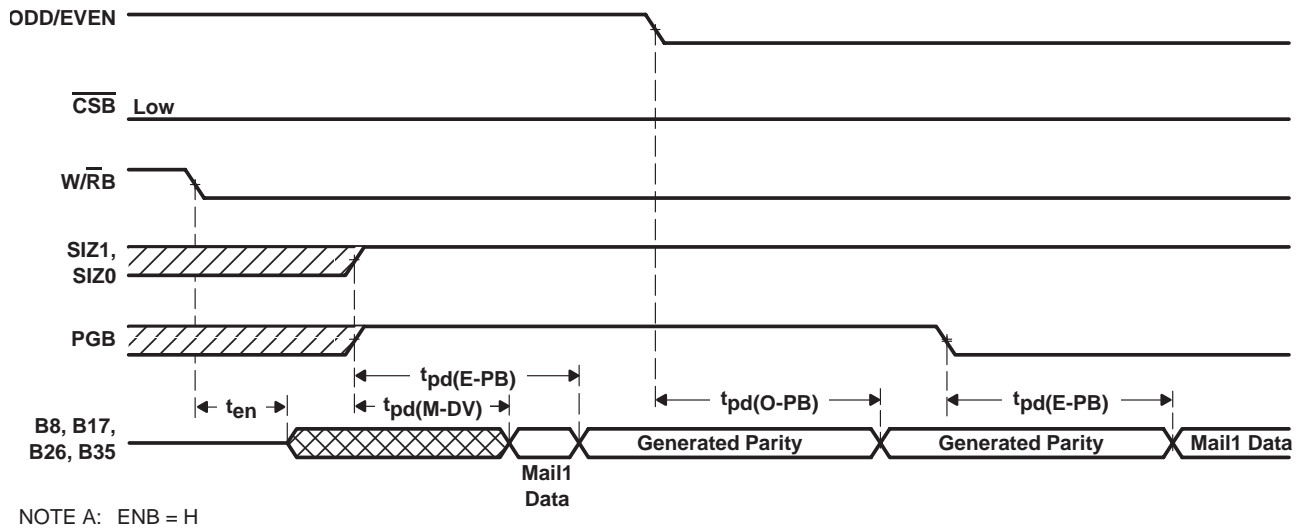 ODD/EVEN
CSB Low
W/RB
SIZ1,
SIZ0
PGB
tpd(E-PB)
ten
tpd(M-DV)
tpd(O-PB)
tpd(E-PB)
B8, B17,
B26, B35
Generated Parity
Generated Parity
Mail1 Data
Mail1
Data
NOTE A: ENB = H